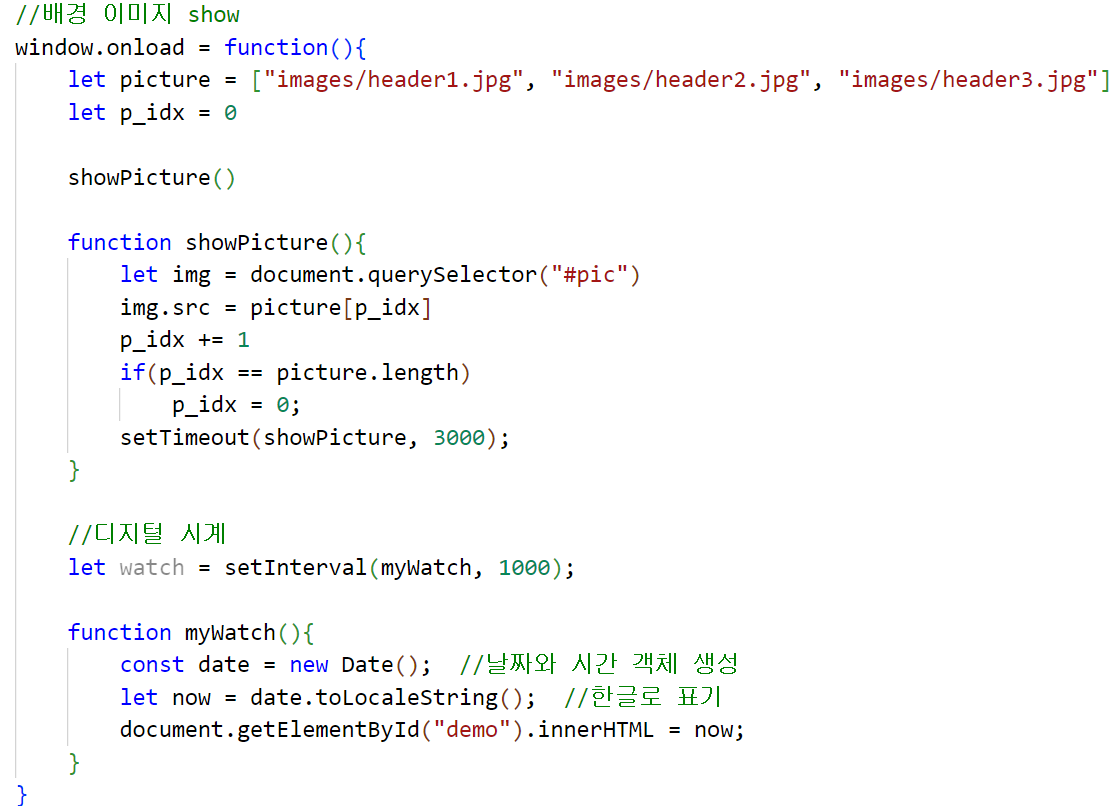 //배경 이미지 show
window.onload = function(){
let picture = ["images/header1.jpg", "images/header2.jpg", "images/header3.jpg"]
let p_idx = 0
showPicture()
function showPicture(){
let img = document.querySelector("#pic")
img.src = picture[p_idx]
p_idx += 1
if(p_idx == picture.length)
p_idx = 0;
setTimeout(showPicture, 3000);
}
//디지털 시계
let watch = setInterval(myWatch, 1000);
function myWatch(){
const date = new Date();  //날짜와 시간 객체 생성
let now = date.toLocaleString();  //한글로 표기
document.getElementById("demo").innerHTML = now;
}
}